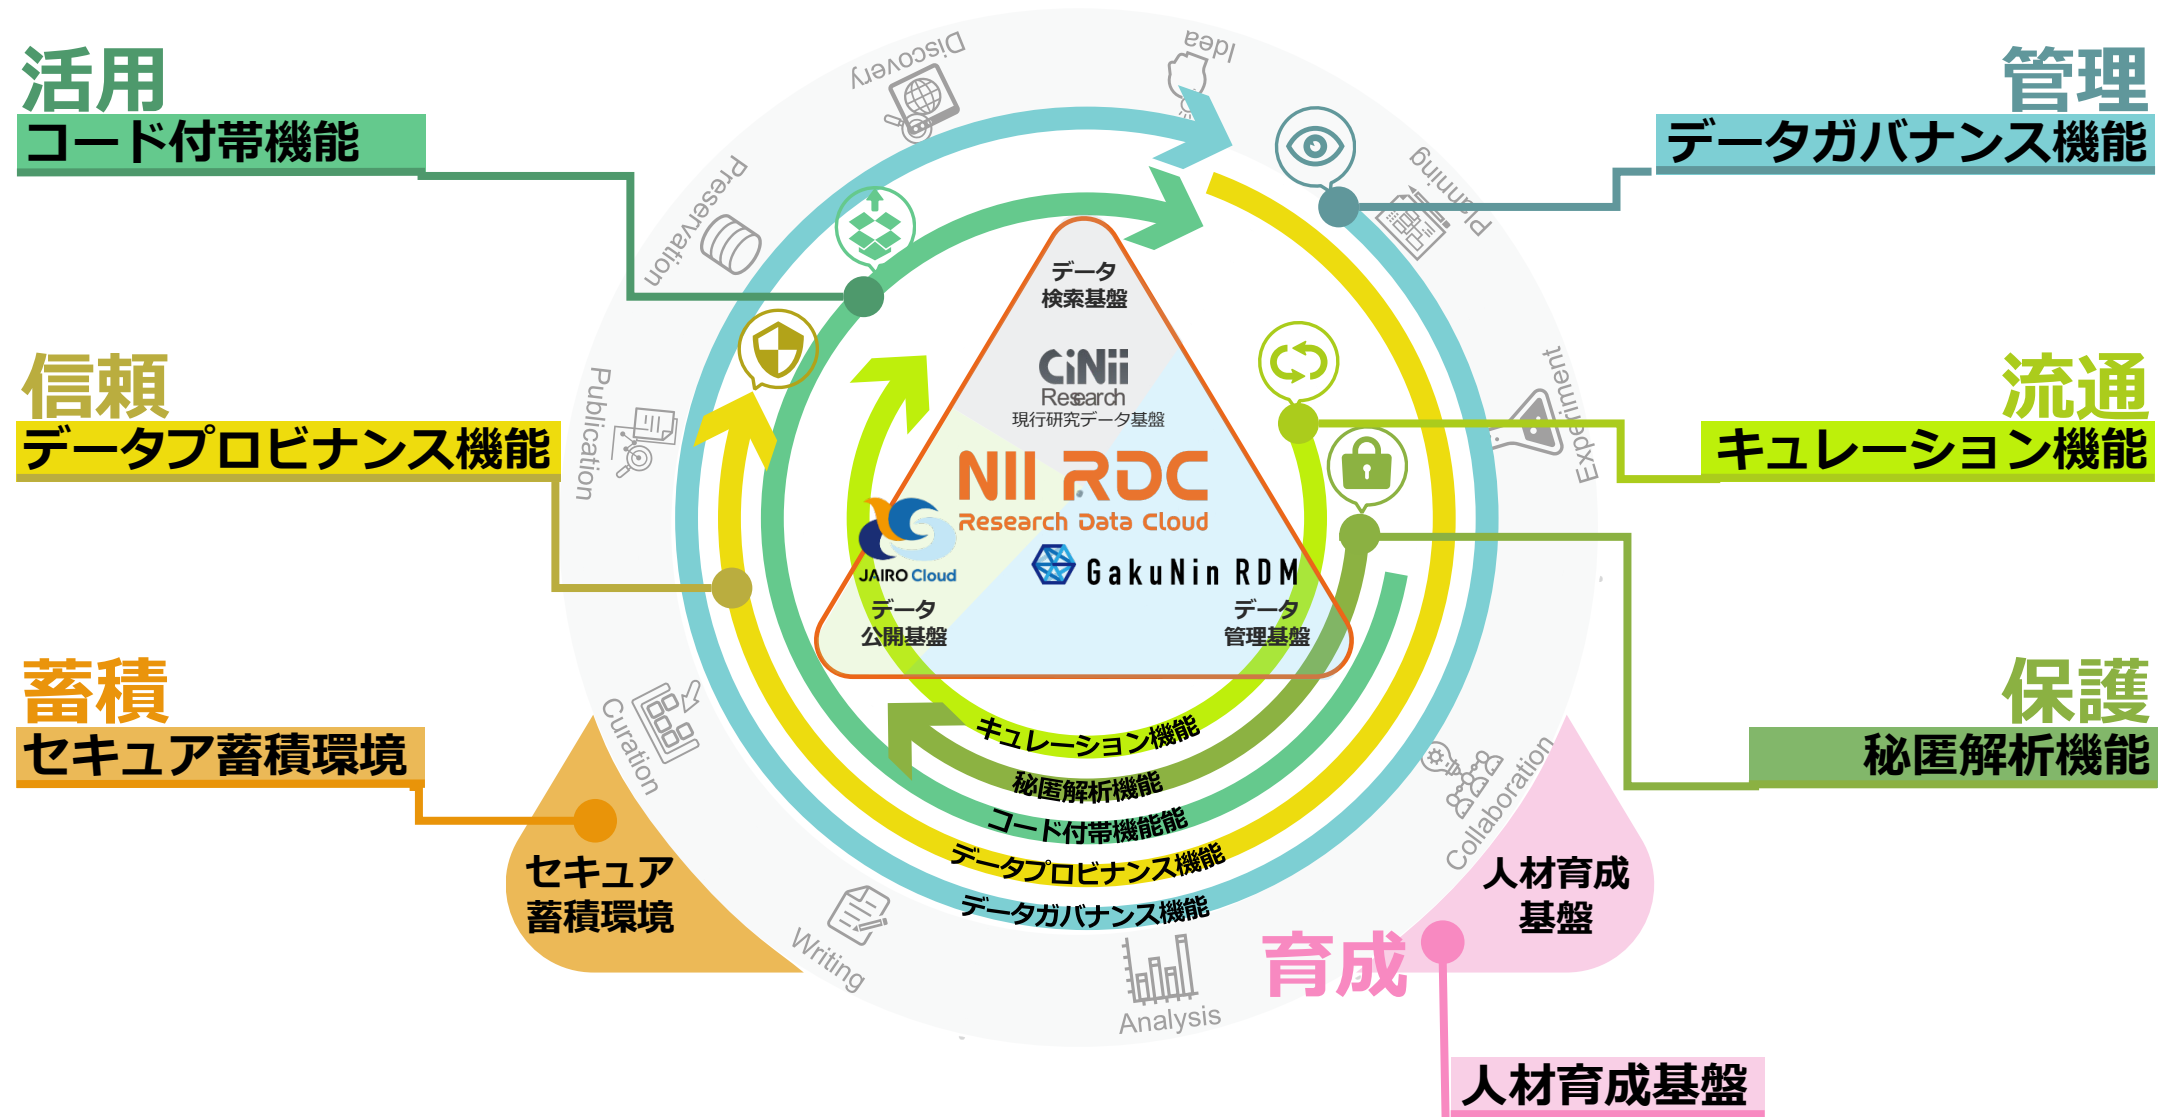 活用
コード付帯機能
信頼
データプロビナンス機能
蓄積
セキュア蓄積環境
管理
データガバナンス機能
流通
キュレーション機能
保護
秘匿解析機能
育成
人材育成基盤
Idea
Planning
Experiment
Collaboration
Analysis
Writing
Curation
Publication
Preservation
Discovery
データ
検索基盤
CiNii
Research
現行研究データ基盤
NII RDC
Research Data Cloud
JAIRO Cloud
GakuNin RDM
データ
公開基盤
データ
管理基盤
キュレーション機能
秘匿解析機能
コード付帯機能能
データプロビナンス機能
データガバナンス機能
セキュア
蓄積環境
人材育成
基盤